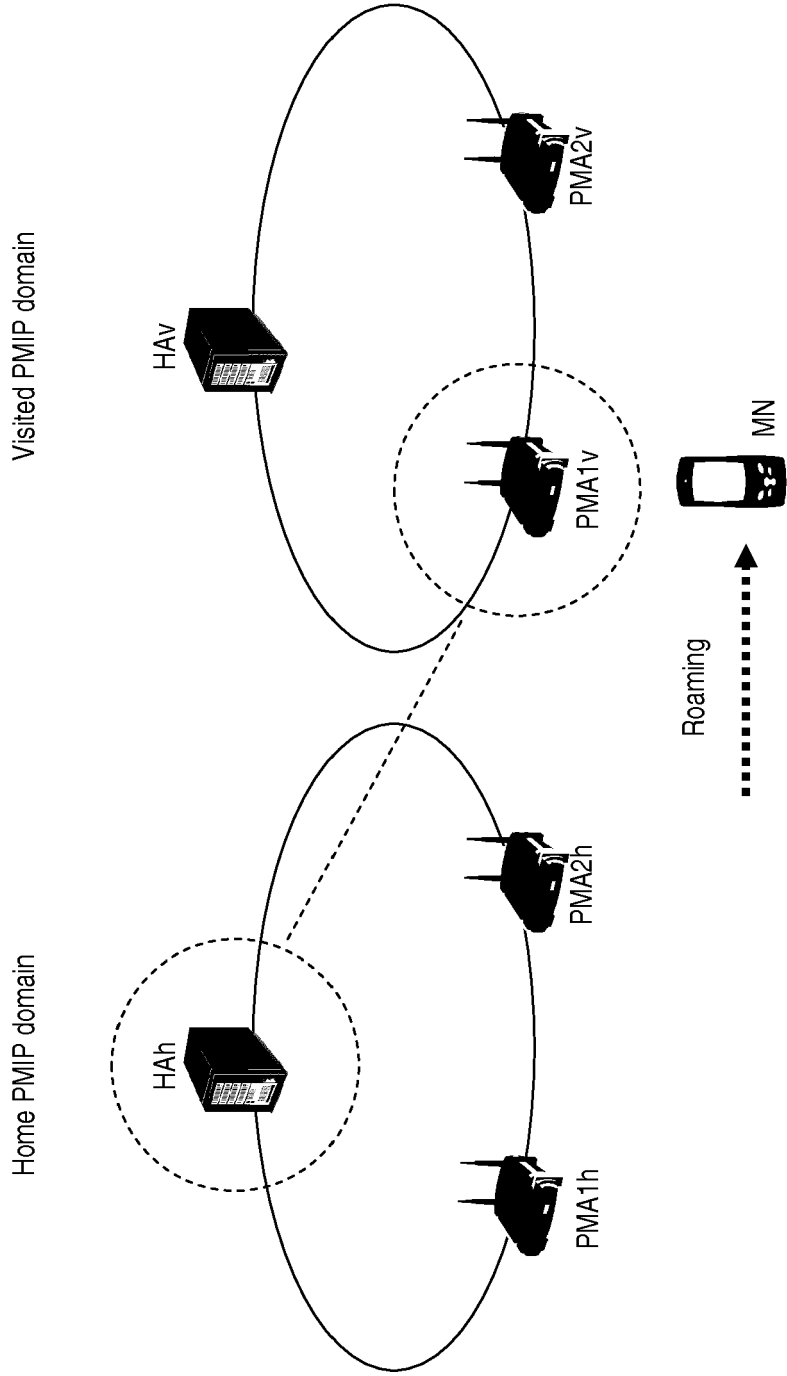 Home PMIP domain
Visited PMIP domain
HAh
HAv
PMA1h
PMA2h
PMA1v
PMA2v
Roaming
MN